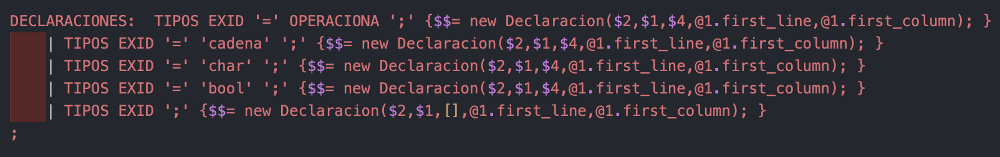 DECLARACIONES:  TIPOS EXID '=' OPERACIONA ';' {$$= new Declaracion($2,$1,$4,@1.first_line,@1.first_column); }
| TIPOS EXID '=' 'cadena' ';' {$$= new Declaracion($2,$1,$4,@1.first_line,@1.first_column); }
| TIPOS EXID '=' 'char' ';' {$$= new Declaracion($2,$1,$4,@1.first_line,@1.first_column); }
| TIPOS EXID '=' 'bool' ';' {$$= new Declaracion($2,$1,$4,@1.first_line,@1.first_column); }
| TIPOS EXID ';' {$$= new Declaracion($2,$1,[],@1.first_line,@1.first_column); }
;